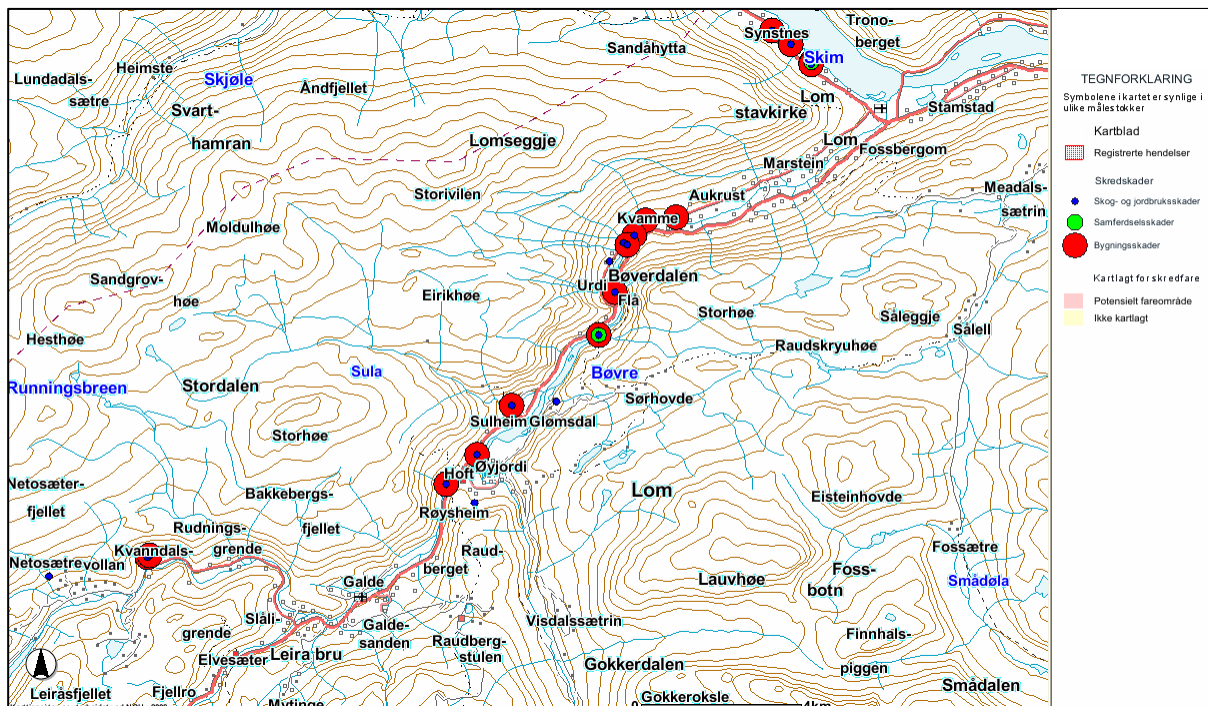 Synstnes
Trono-
berget
Sandåhytta
Skim
Heimste
Lundadals-
sætre
Skjøle
Åndfjellet
Svart-
hamran
Lom
stavkirke
Stamstad
Lomseggje
Lom
Fossbergom
Marstein
Storivilen
Aukrust
Meadals-
sætrin
Kvamme
Moldulhøe
Sandgrov-
høe
Bøverdalen
Urdi
Flå
Eirikhøe
Storhøe
Såleggje
Sålell
Hesthøe
Raudskryuhøe
Sula
Bøvre
Runningsbreen
Stordalen
Sørhovde
Sulheim
Glømsdal
Storhøe
Øyjordi
Hoft
Lom
Netosæter-
fjellet
Bakkebergs-
fjellet
Eisteinhovde
Røysheim
Rudnings-
grende
Kvanndals-
vollan
Netosætre
Raud-
berget
Fossætre
Galde
Lauvhøe
Foss-
botn
Smådøla
Slåli-
grende
Galde-
sanden
Visdalssætrin
Raudberg-
stulen
Finnhals-
piggen
Elvesæter
Leira bru
Gokkerdalen
Leiråsfjellet
Fjellro
Gokkeroksle
Smådalen
Mytinge
0
4km
TEGNFORKLARING
Symbolene i kartet er synlige i
ulike målestokker
Kartblad
Registrerte hendelser
Skredskader
Skog- og jordbruksskader
Samferdselsskader
Bygningsskader
Kartlagt for skredfare
Potensielt fareområde
Ikke kartlagt